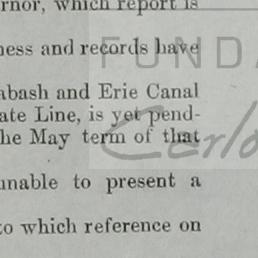 rnor, which report is
ness and records have
abash and Erie Canal
ate Line, is yet pend-
he May term of that
unable to present a
to which reference on
FUNDA
Carlo